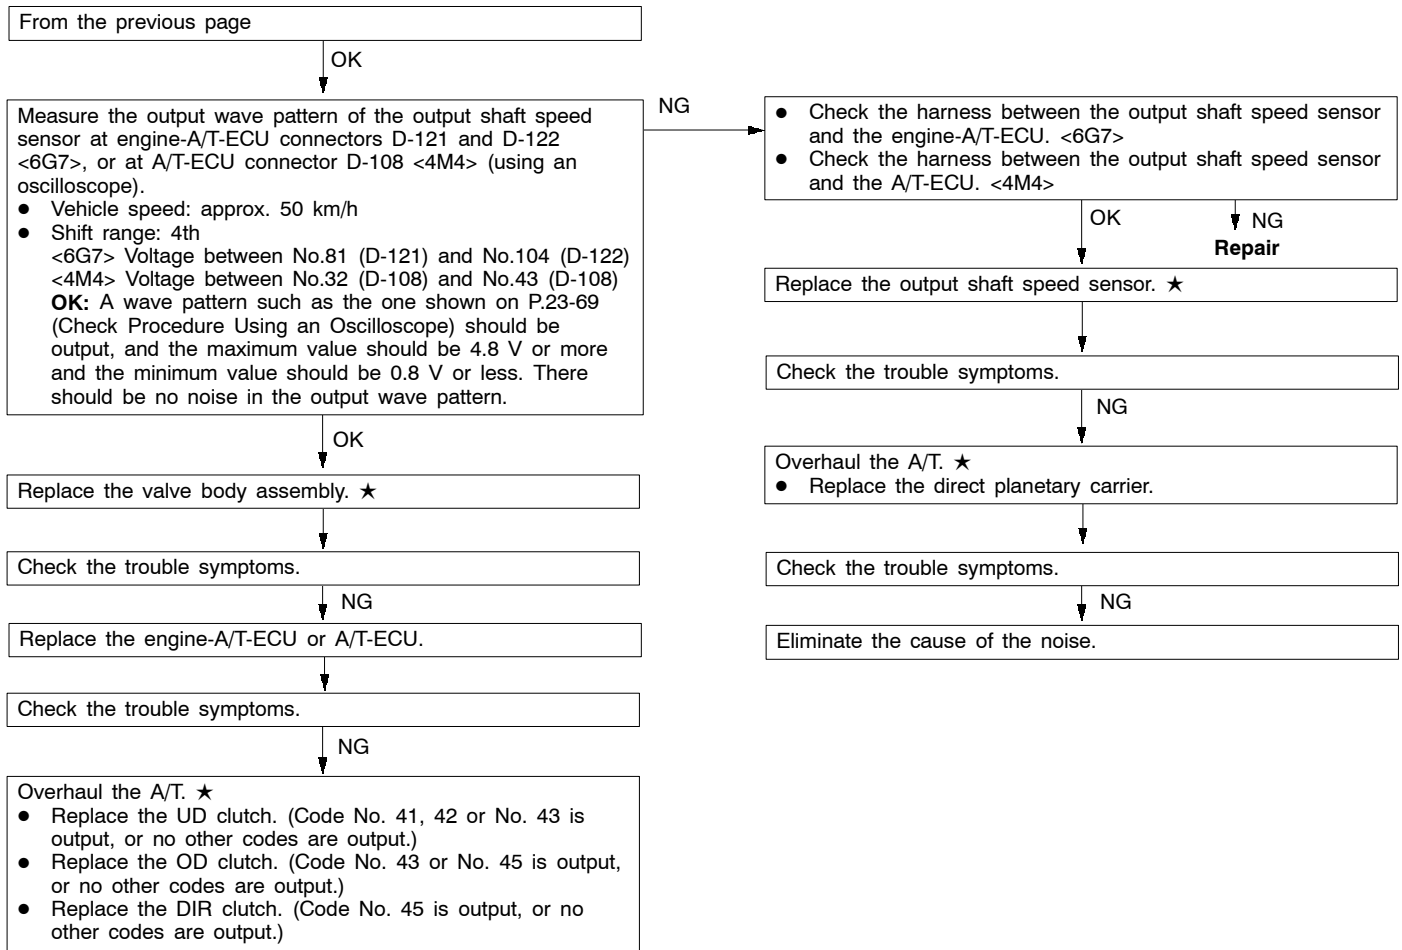 From the previous page
OK
Measure the output wave pattern of the output shaft speed
sensor at engine-A/T-ECU connectors D-121 and D-122
<6G7>, or at A/T-ECU connector D-108 <4M4> (using an
oscilloscope).
● Vehicle speed: approx. 50 km/h
● Shift range: 4th
<6G7> Voltage between No.81 (D-121) and No.104 (D-122)
<4M4> Voltage between No.32 (D-108) and No.43 (D-108)
OK: A wave pattern such as the one shown on P.23-69
(Check Procedure Using an Oscilloscope) should be
output, and the maximum value should be 4.8 V or more
and the minimum value should be 0.8 V or less. There
should be no noise in the output wave pattern.
OK
Replace the valve body assembly. ★
Check the trouble symptoms.
NG
Replace the engine-A/T-ECU or A/T-ECU.
Check the trouble symptoms.
NG
Overhaul the A/T. ★
● Replace the UD clutch. (Code No. 41, 42 or No. 43 is
output, or no other codes are output.)
● Replace the OD clutch. (Code No. 43 or No. 45 is output,
or no other codes are output.)
● Replace the DIR clutch. (Code No. 45 is output, or no
other codes are output.)
NG
● Check the harness between the output shaft speed sensor
and the engine-A/T-ECU. <6G7>
● Check the harness between the output shaft speed sensor
and the A/T-ECU. <4M4>
OK
NG
Repair
Replace the output shaft speed sensor. ★
Check the trouble symptoms.
NG
Overhaul the A/T. ★
● Replace the direct planetary carrier.
Check the trouble symptoms.
NG
Eliminate the cause of the noise.